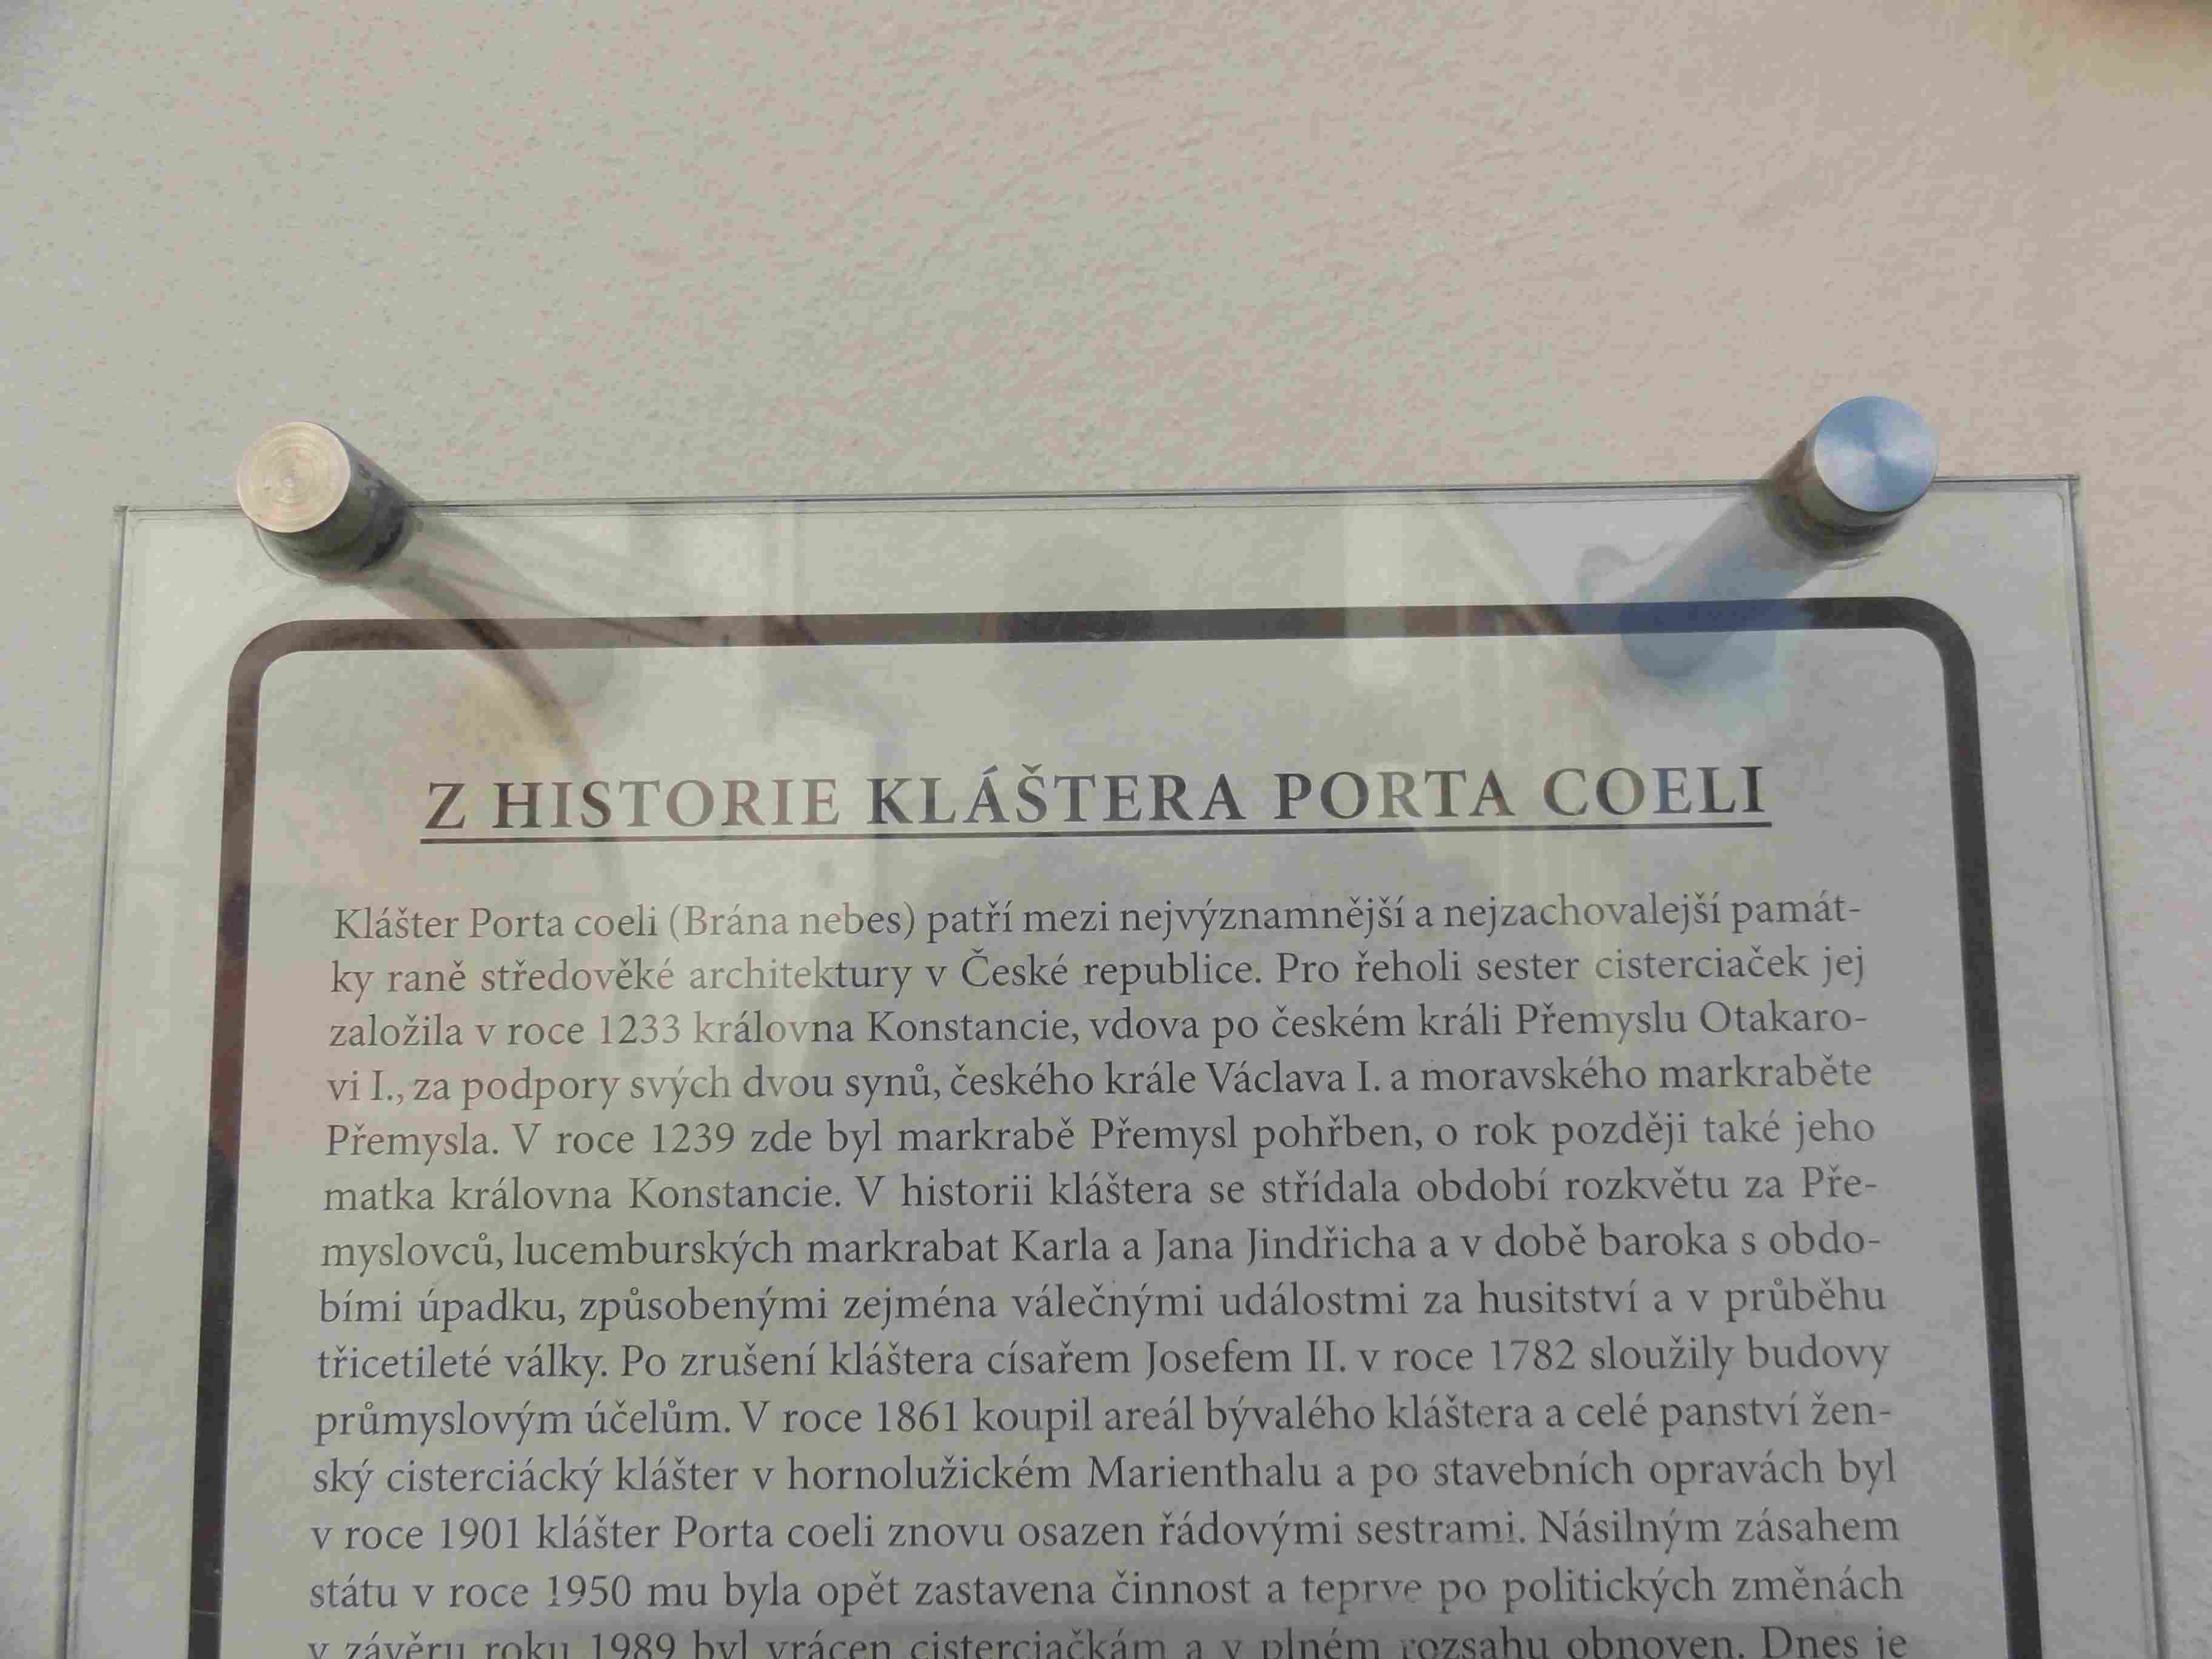 Z HISTORIE KLÁŠTERA PORTA COELI
Klášter Porta coeli (Brána nebes) patří mezi nejvýznamnější a nejzachovalejší památ-
ky raně středověké architektury v České republice. Pro řeholi sester cisterciaček jej
založila v roce 1233 královna Konstancie, vdova po českém králi Přemyslu Otakaro-
vi I., za podpory svých dvou synů, českého krále Václava I. a moravského markraběte
Přemysla. V roce 1239 zde byl markrabě Přemysl pohřben, o rok později také jeho
matka královna Konstancie. V historii kláštera se střídala období rozkvětu za Pře-
myslovců, lucemburských markrabat Karla a Jana Jindřicha a v době baroka s obdo-
bími úpadku, způsobenými zejména válečnými událostmi za husitství a v průběhu
třicetileté války. Po zrušení kláštera císařem Josefem II. v roce 1782 sloužily budovy
průmyslovým účelům. V roce 1861 koupil areál bývalého kláštera a celé panství žen-
ský cisterciácký klášter v hornolužickém Marienthalu a po stavebních opravách byl
v roce 1901 klášter Porta coeli znovu osazen řádovými sestrami. Násilným zásahem
státu v roce 1950 mu byla opět zastavena činnost a teprve po politických změnách
v závěru roku 1989 byl vrácen cisterciačkám a v plném rozsahu obnoven. Dnes je